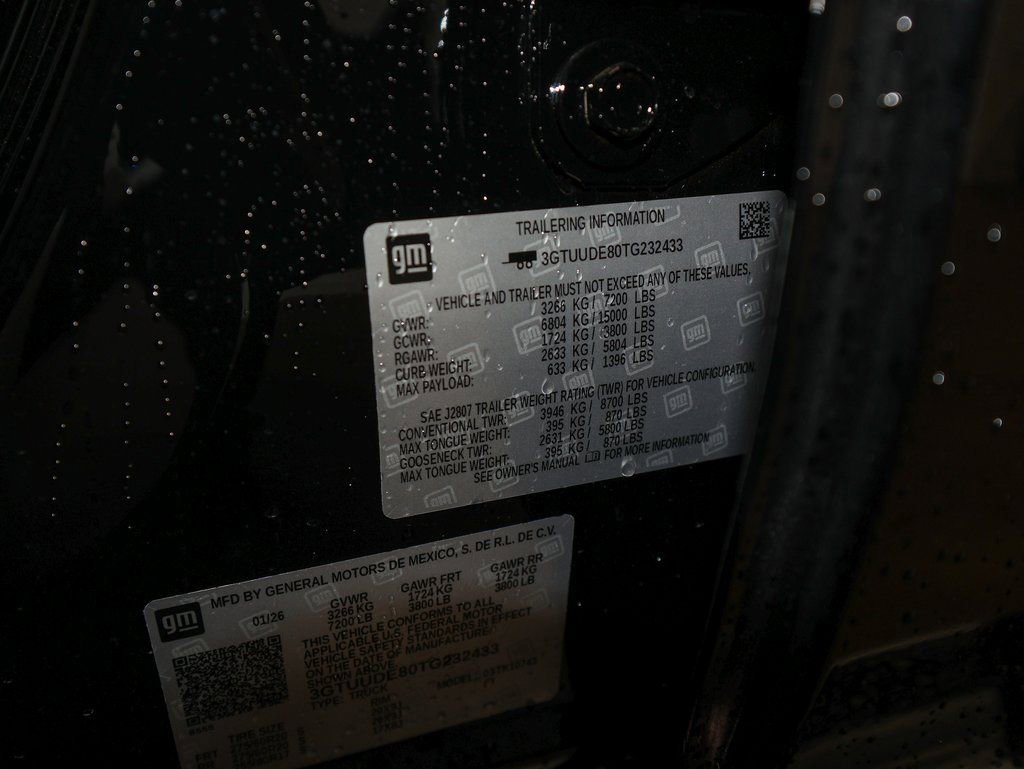 gm
TRAILERING INFORMATION
3GTUUDE80TG232433
VEHICLE AND TRAILER MUST NOT EXCEED ANY OF THESE VALUES.
GVWR: 3266 KG / 7200 LBS
GCWR: 6804 KG / 15000 LBS
RGAWR: 1724 KG / 3800 LBS
CURB WEIGHT: 2633 KG / 5804 LBS
MAX PAYLOAD: 633 KG / 1396 LBS
SAE J2807 TRAILER WEIGHT RATING (TWR) FOR VEHICLE CONFIGURATION.
CONVENTIONAL TWR: 3946 KG / 8700 LBS
MAX TONGUE WEIGHT: 395 KG / 870 LBS
GOOSENECK TWR: 2631 KG / 5800 LBS
MAX TONGUE WEIGHT: 395 KG / 870 LBS
SEE OWNER'S MANUAL FOR MORE INFORMATION
gm
MFD BY GENERAL MOTORS DE MEXICO, S. DE R.L. DE C.V.
01/26 GVWR GAWR FRT GAWR RR
3266 KG 1724 KG 1724 KG
7200 LB 3800 LB 3800 LB
THIS VEHICLE CONFORMS TO ALL
APPLICABLE U.S. FEDERAL MOTOR
VEHICLE SAFETY STANDARDS IN EFFECT
ON THE DATE OF MANUFACTURE
SHOWN ABOVE.
3GTUUDE80TG232433
TYPE: TRUCK MODEL:
TIRE SIZE RIM
FRT